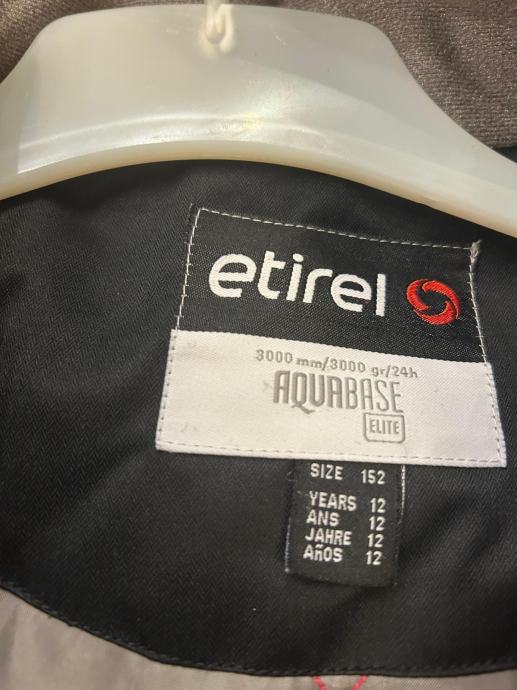 etirel
3000 mm/3000 gr/24h
AQUABASE
ELITE
SIZE 152
YEARS 12
ANS 12
JAHRE 12
AÑOS 12